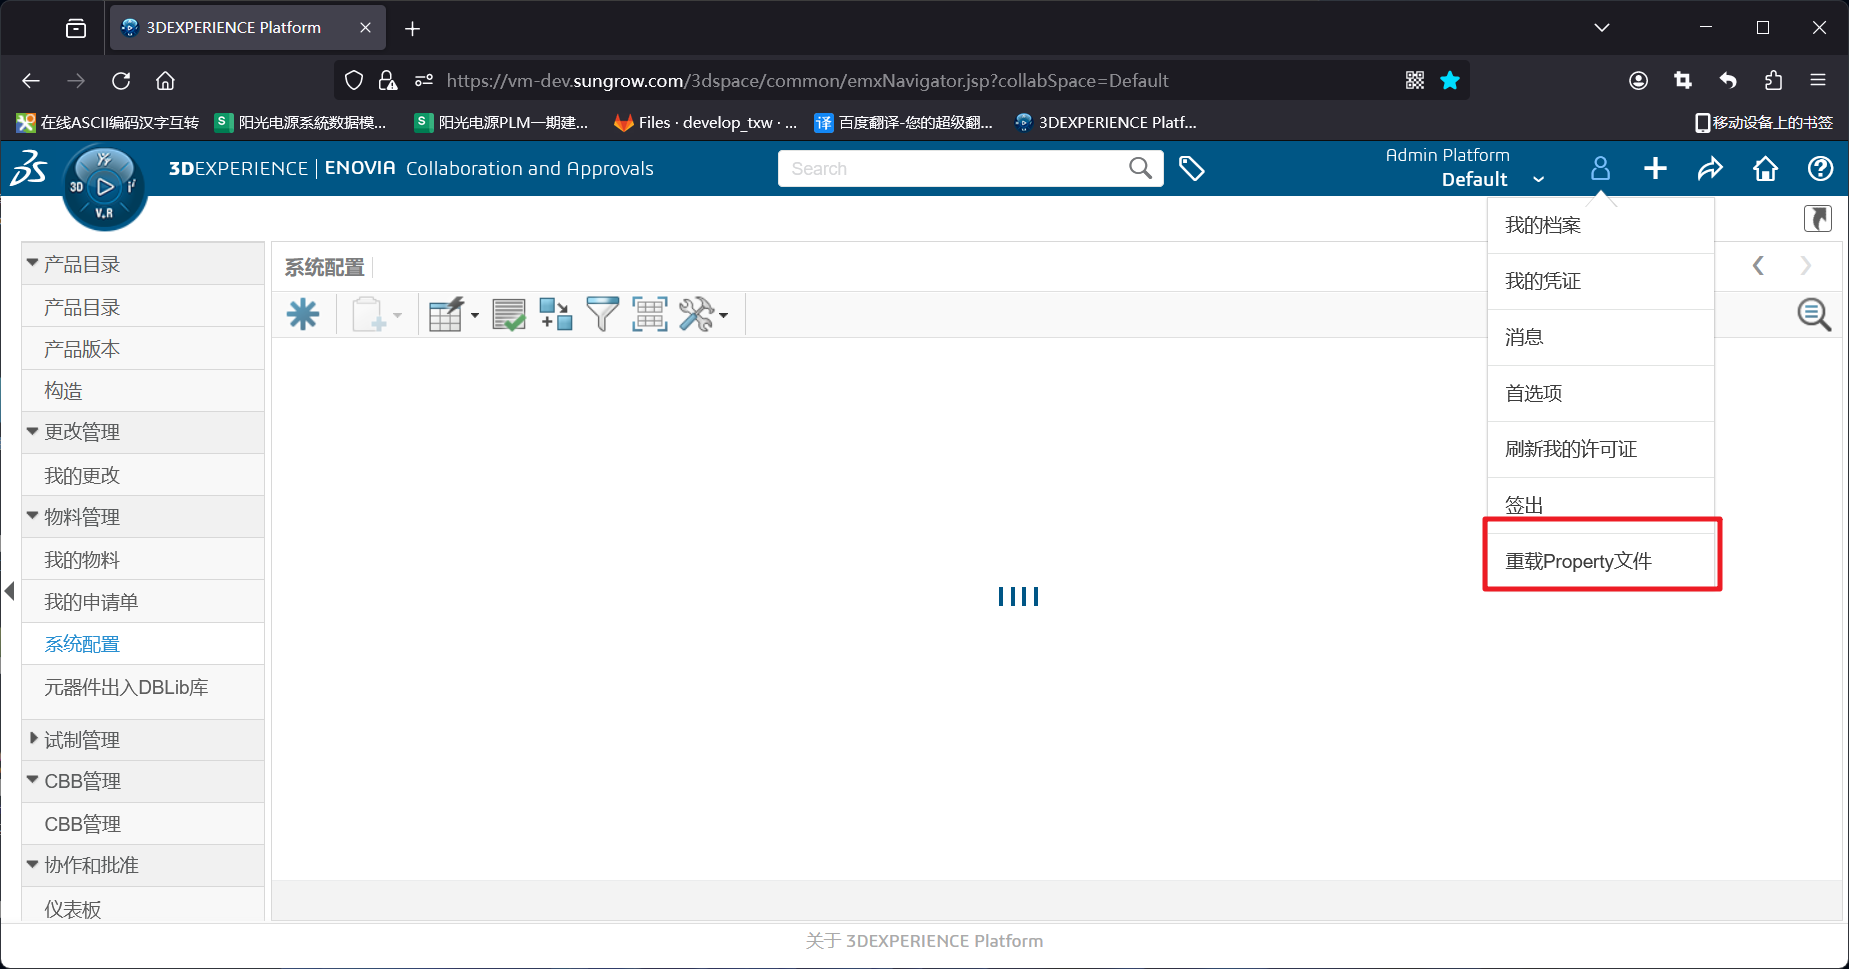 3DEXPERIENCE Platform
https://vm-dev.sungrow.com/3dspace/common/emxNavigator.jsp?collabSpace=Default
在线ASCII编码汉字互转
阳光电源系统数据模...
阳光电源PLM一期建...
Files · develop_txw · ...
译 百度翻译-您的超级翻...
3DEXPERIENCE Platf...
移动设备上的书签
3D V.R
3DEXPERIENCE | ENOVIA Collaboration and Approvals
Search
Admin Platform
Default
我的档案
我的凭证
消息
首选项
刷新我的许可证
签出
重载Property文件
产品目录
产品目录
产品版本
构造
更改管理
我的更改
物料管理
我的物料
我的申请单
系统配置
元器件出入DBLib库
试制管理
CBB管理
CBB管理
协作和批准
仪表板
系统配置
关于 3DEXPERIENCE Platform